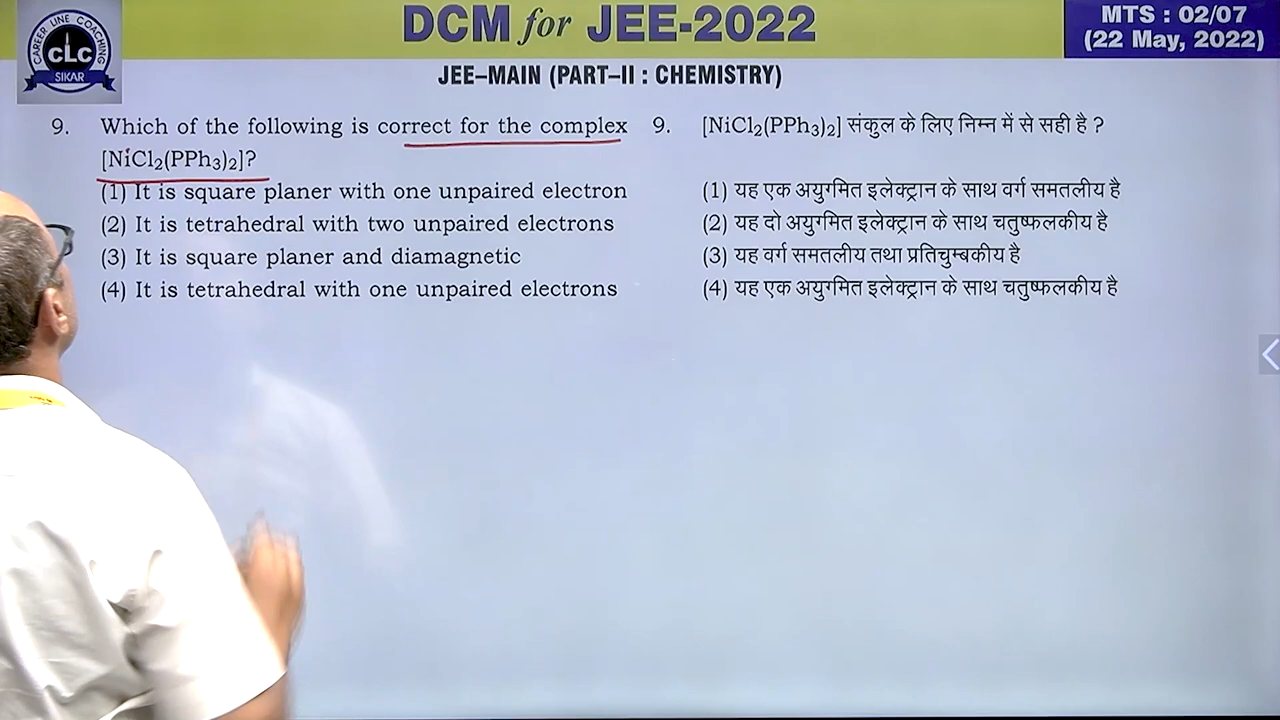 CAREER LINE COACHING
CLC
SIKAR
DCM for JEE-2022
MTS : 02/07
(22 May, 2022)
JEE–MAIN (PART–II : CHEMISTRY)
9. Which of the following is correct for the complex
[NiCl₂(PPh₃)₂]?
(1) It is square planer with one unpaired electron
(2) It is tetrahedral with two unpaired electrons
(3) It is square planer and diamagnetic
(4) It is tetrahedral with one unpaired electrons
9. [NiCl₂(PPh₃)₂] संकुल के लिए निम्न में से सही है ?
(1) यह एक अयुग्मित इलेक्ट्रान के साथ वर्ग समतलीय है
(2) यह दो अयुग्मित इलेक्ट्रान के साथ चतुष्फलकीय है
(3) यह वर्ग समतलीय तथा प्रतिचुम्बकीय है
(4) यह एक अयुग्मित इलेक्ट्रान के साथ चतुष्फलकीय है